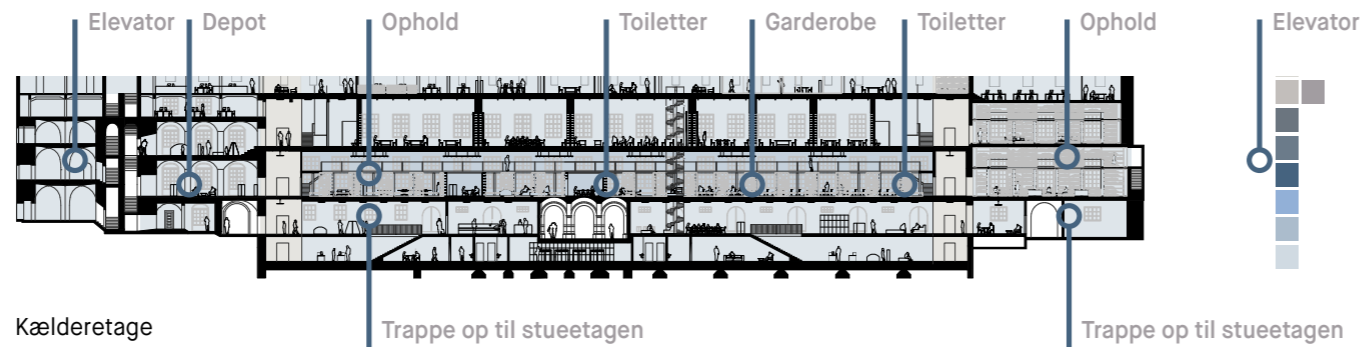 Elevator
Depot
Ophold
Toiletter
Garderobe
Toiletter
Ophold
Elevator
Kælderetage
Trappe op til stueetagen
Trappe op til stueetagen